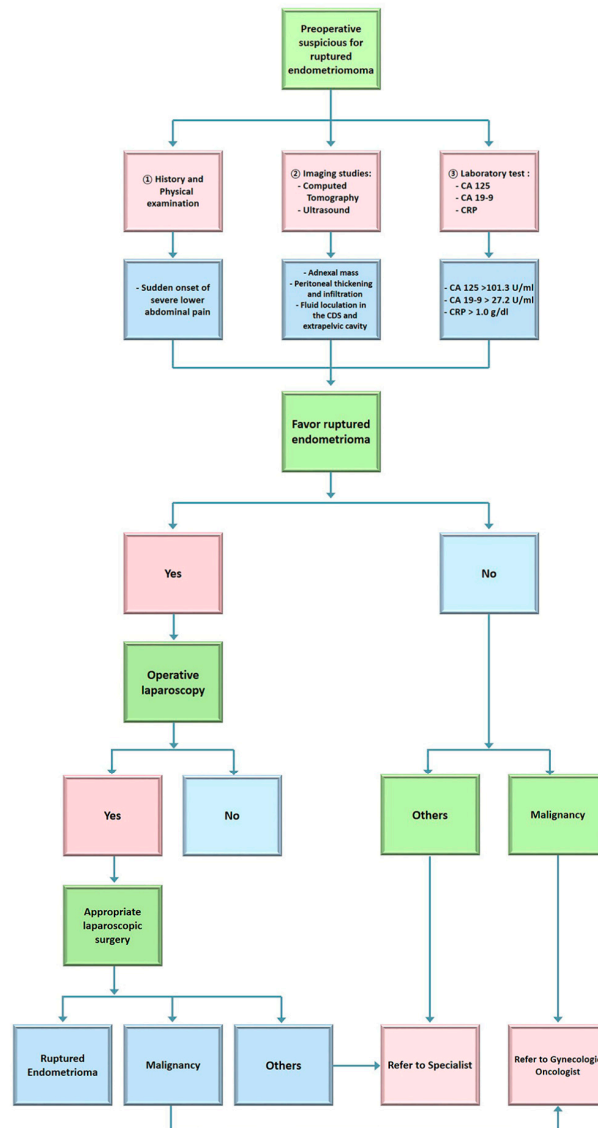 Preoperative
suspicious for
ruptured
endometriomoma
① History and
Physical
examination
② Imaging studies:
- Computed
Tomography
- Ultrasound
③ Laboratory test :
- CA 125
- CA 19-9
- CRP
- Sudden onset of
severe lower
abdominal pain
- Adnexal mass
- Peritoneal thickening
and infiltration
- Fluid loculation in
the CDS and
extrapelvic cavity
- CA 125 >101.3 U/ml
- CA 19-9 > 27.2 U/ml
- CRP > 1.0 g/dl
Favor ruptured
endometrioma
Yes
No
Operative
laparoscopy
Yes
No
Others
Malignancy
Appropriate
laparoscopic
surgery
Ruptured
Endometrioma
Malignancy
Others
Refer to Specialist
Refer to Gynecologic
Oncologist